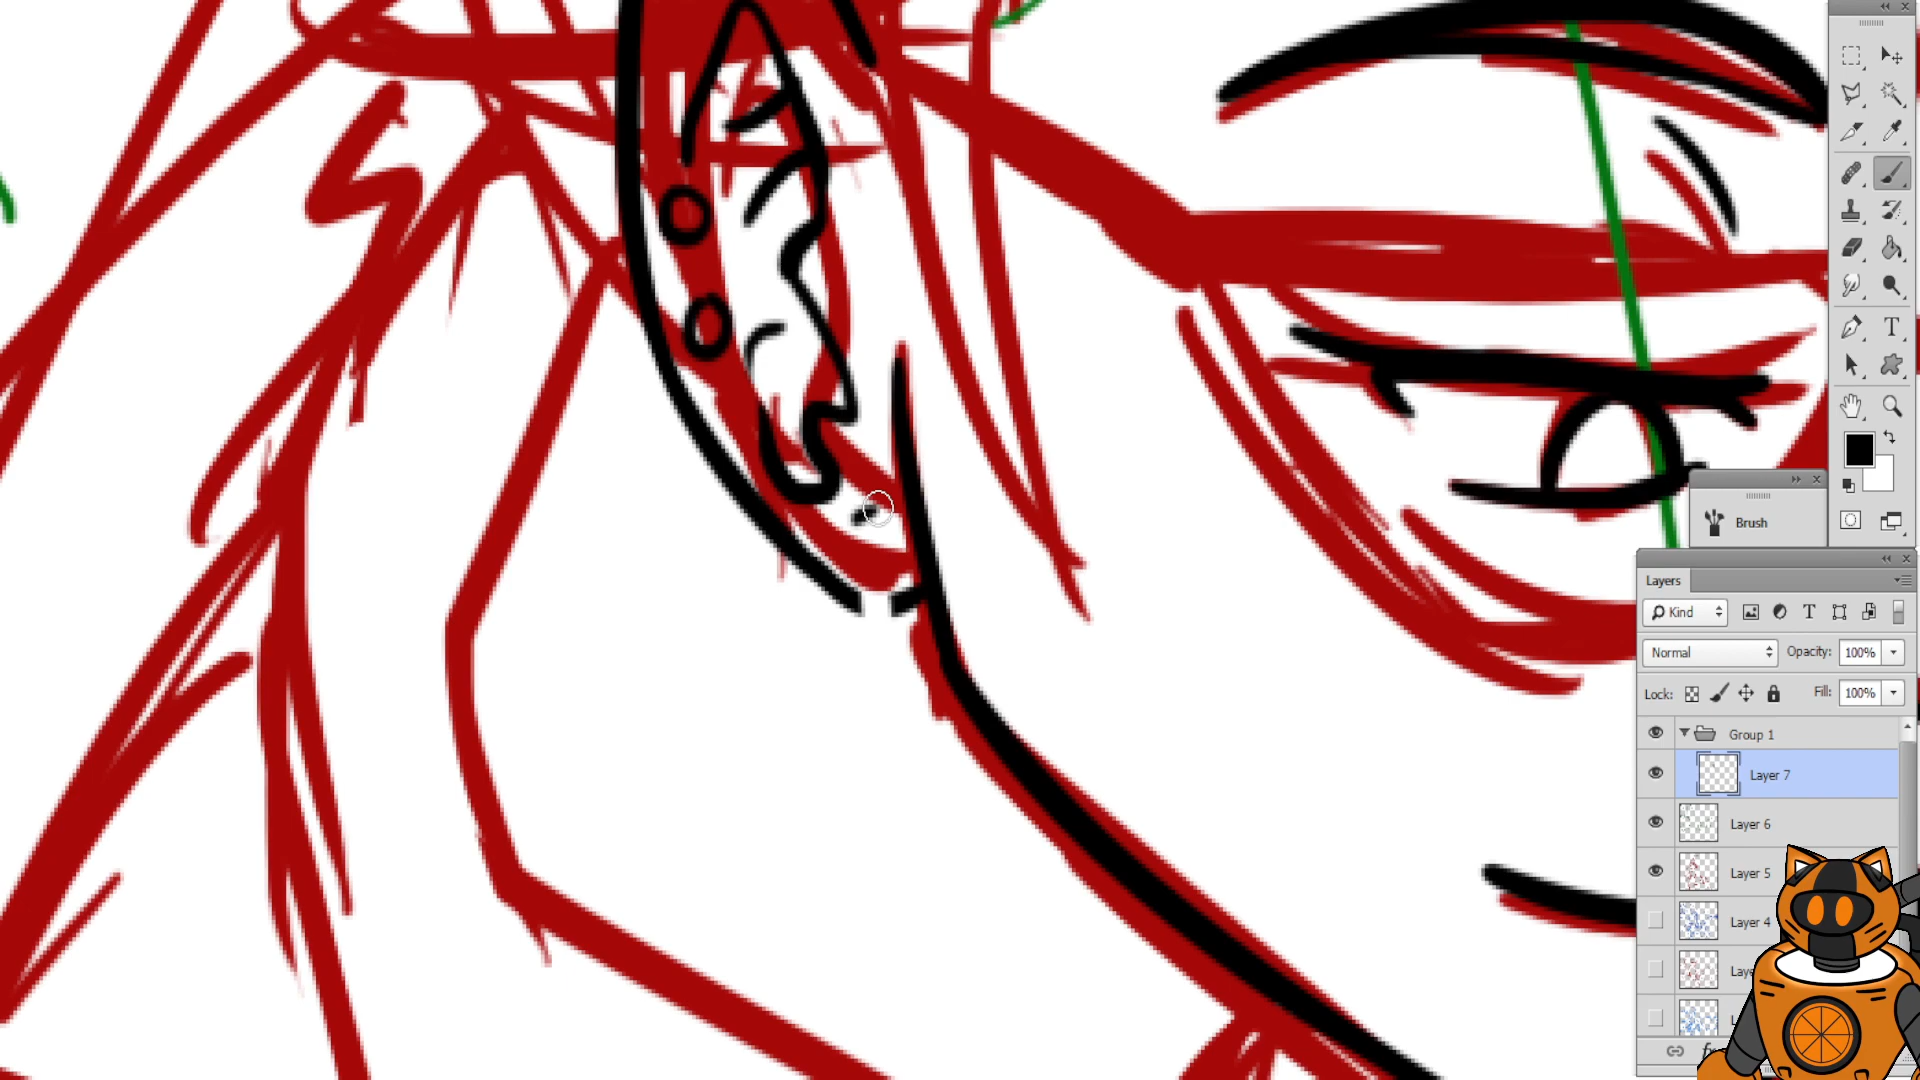 T
Brush
Layers
Kind
T
Normal
Opacity: 100%
Lock:
Fill: 100%
Group 1
Layer 7
Layer 6
Layer 5
Layer 4